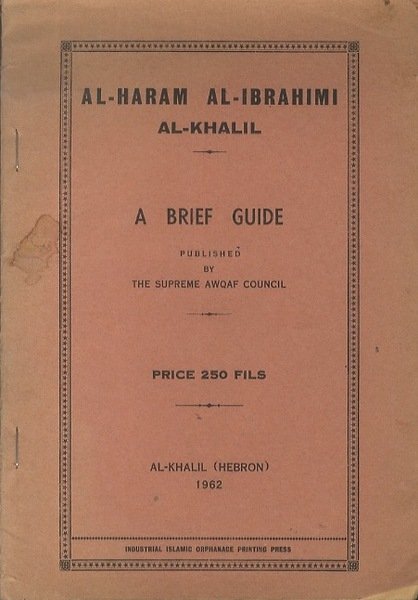 AL-HARAM AL-IBRAHIMI
AL-KHALIL
A BRIEF GUIDE
PUBLISHED
BY
THE SUPREME AWQAF COUNCIL
PRICE 250 FILS
AL-KHALIL (HEBRON)
1962
INDUSTRIAL ISLAMIC ORPHANAGE PRINTING PRESS